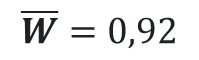 W̅ = 0,92